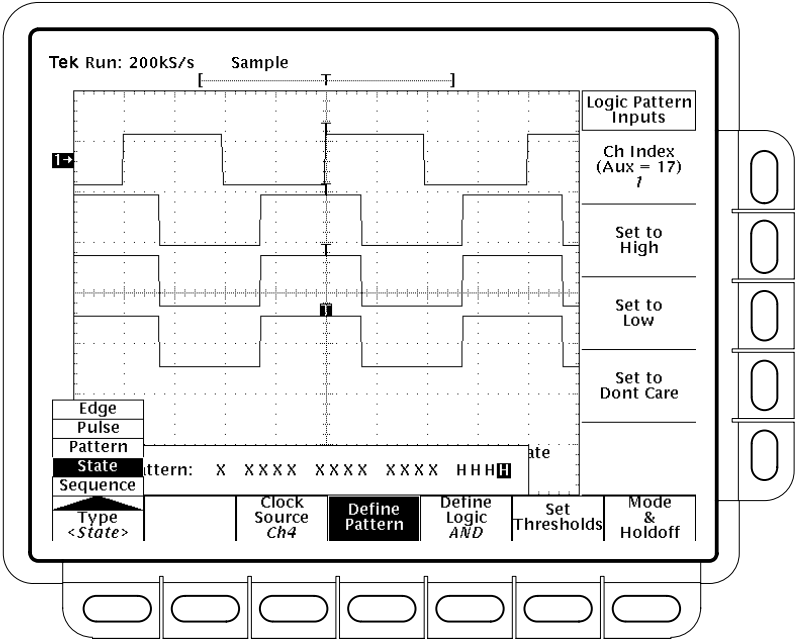 Tek Run: 200kS/s Sample
T
Logic Pattern
Inputs
Ch Index
(Aux = 17)
1
1→
T
T
T
T
Set to
High
Set to
Low
Set to
Dont Care
Edge
Pulse
Pattern
State
Sequence
Type
<State>
ate
ttern: X XXXX XXXX XXXX HHHH
Clock
Source
Ch4
Define
Pattern
Define
Logic
AND
Set
Thresholds
Mode
&
Holdoff